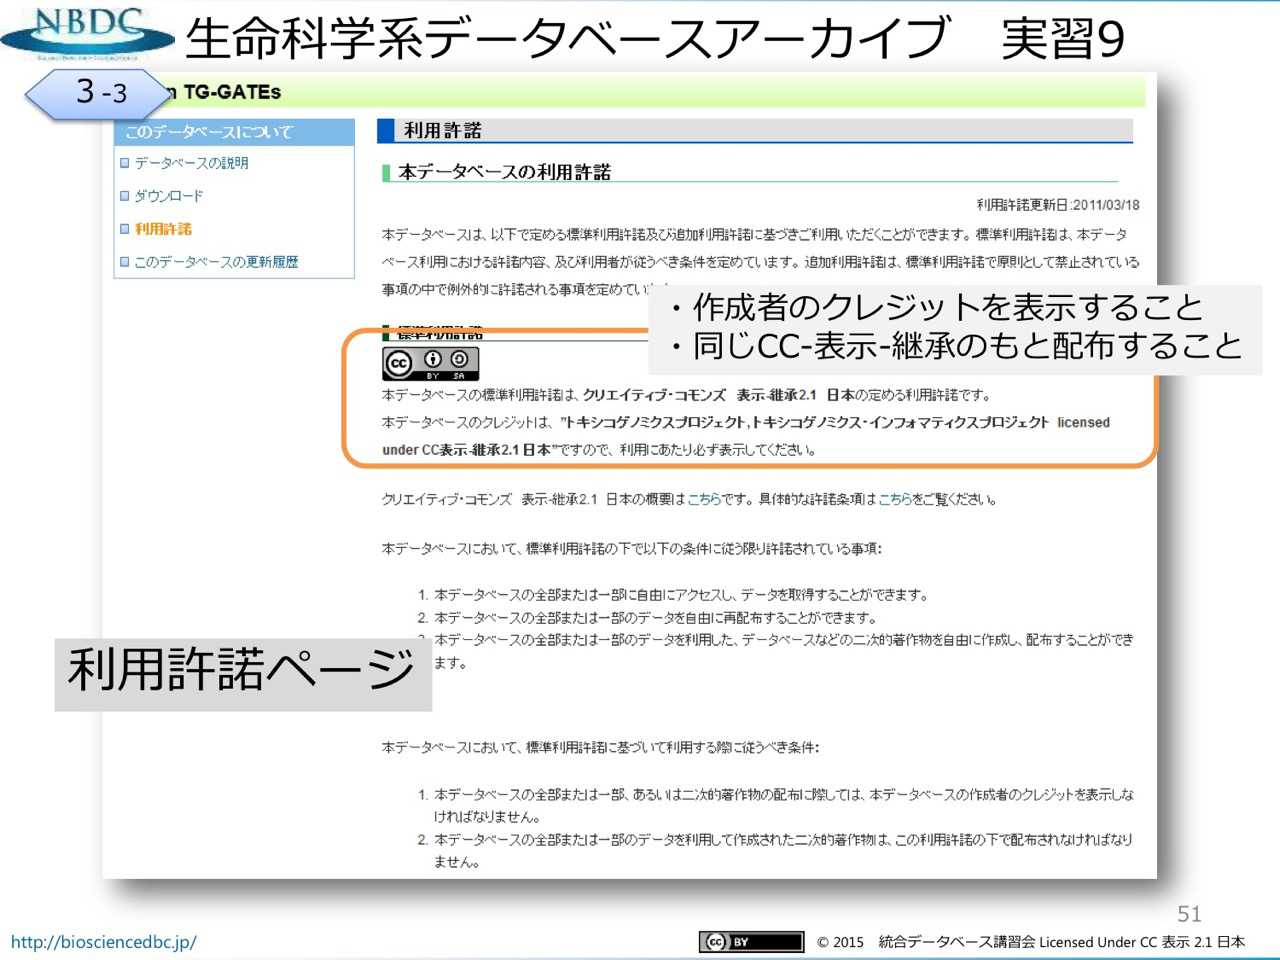 NBDC
生命科学系データベースアーカイブ　実習9
3-3
n TG-GATEs
このデータベースについて
データベースの説明
ダウンロード
利用許諾
このデータベースの更新履歴
利用許諾
本データベースの利用許諾
利用許諾更新日:2011/03/18
本データベースは、以下で定める標準利用許諾及び追加利用許諾に基づきご利用いただくことができます。標準利用許諾は、本データ
ベース利用における許諾内容、及び利用者が従うべき条件を定めています。追加利用許諾は、標準利用許諾で原則として禁止されている
事項の中で例外的に許諾される事項を定めてい
・作成者のクレジットを表示すること
・同じCC-表示-継承のもと配布すること
標準利用許諾
cc BY SA
本データベースの標準利用許諾は、クリエイティブ・コモンズ 表示-継承2.1 日本の定める利用許諾です。
本データベースのクレジットは、"トキシコゲノミクスプロジェクト,トキシコゲノミクス・インフォマティクスプロジェクト licensed
under CC表示-継承2.1日本"ですので、利用にあたり必ず表示してください。
クリエイティブ・コモンズ 表示-継承2.1 日本の概要はこちらです。具体的な許諾条項はこちらをご覧ください。
本データベースにおいて、標準利用許諾の下で以下の条件に従う限り許諾されている事項:
1. 本データベースの全部または一部に自由にアクセスし、データを取得することができます。
2. 本データベースの全部または一部のデータを自由に再配布することができます。
本データベースの全部または一部のデータを利用した、データベースなどの二次的著作物を自由に作成し、配布することができ
ます。
利用許諾ページ
本データベースにおいて、標準利用許諾に基づいて利用する際に従うべき条件:
1. 本データベースの全部または一部、あるいは二次的著作物の配布に際しては、本データベースの作成者のクレジットを表示しな
ければなりません。
2. 本データベースの全部または一部のデータを利用して作成された二次的著作物は、この利用許諾の下で配布されなければなり
ません。
51
http://biosciencedbc.jp/
cc BY
© 2015　統合データベース講習会 Licensed Under CC 表示 2.1 日本